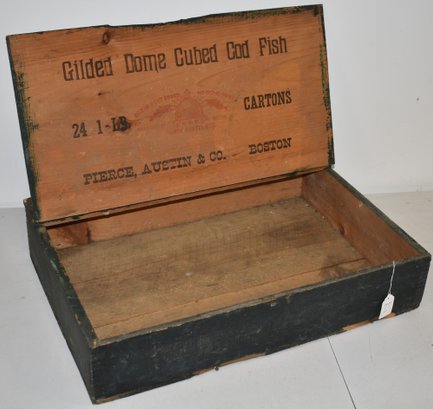 Gilded Dome Cubed Cod Fish
24 1-LB CARTONS
PIERCE, AUSTIN & CO. BOSTON